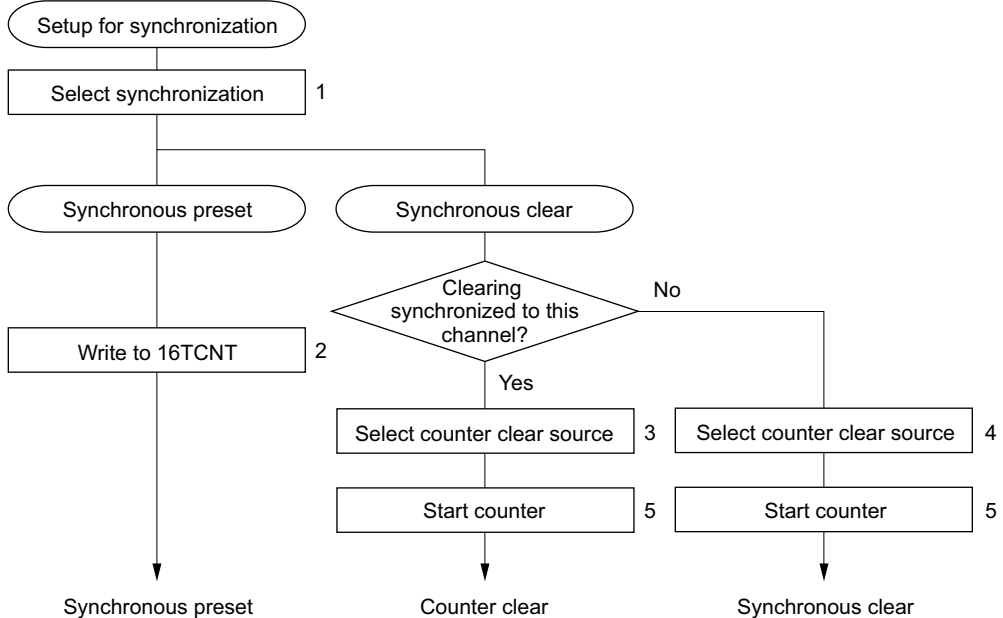 Setup for synchronization
Select synchronization 1
Synchronous preset
Synchronous clear
Clearing
synchronized to this
channel?
No
Yes
Write to 16TCNT 2
Select counter clear source 3
Select counter clear source 4
Start counter 5
Start counter 5
Synchronous preset
Counter clear
Synchronous clear